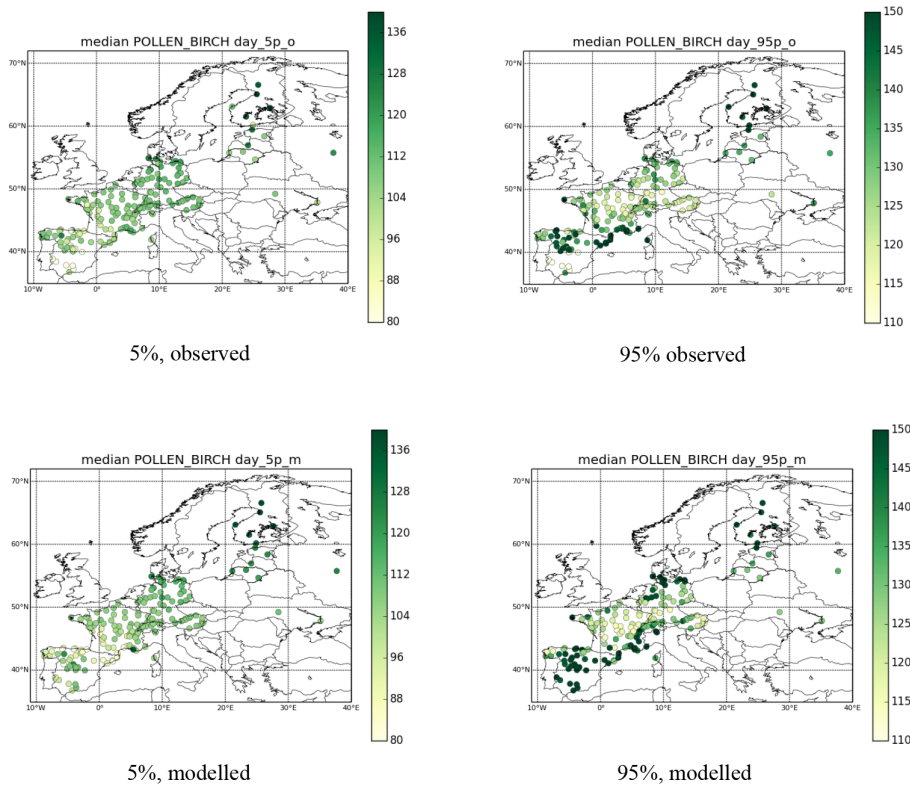 median POLLEN_BIRCH day_5p_o
70°N
60°N
50°N
40°N
10°W 0° 10°E 20°E 30°E 40°E
136
128
120
112
104
96
88
80
5%, observed
median POLLEN_BIRCH day_95p_o
70°N
60°N
50°N
40°N
10°W 0° 10°E 20°E 30°E 40°E
150
145
140
135
130
125
120
115
110
95% observed
median POLLEN_BIRCH day_5p_m
70°N
60°N
50°N
40°N
10°W 0° 10°E 20°E 30°E 40°E
136
128
120
112
104
96
88
80
5%, modelled
median POLLEN_BIRCH day_95p_m
70°N
60°N
50°N
40°N
10°W 0° 10°E 20°E 30°E 40°E
150
145
140
135
130
125
120
115
110
95%, modelled